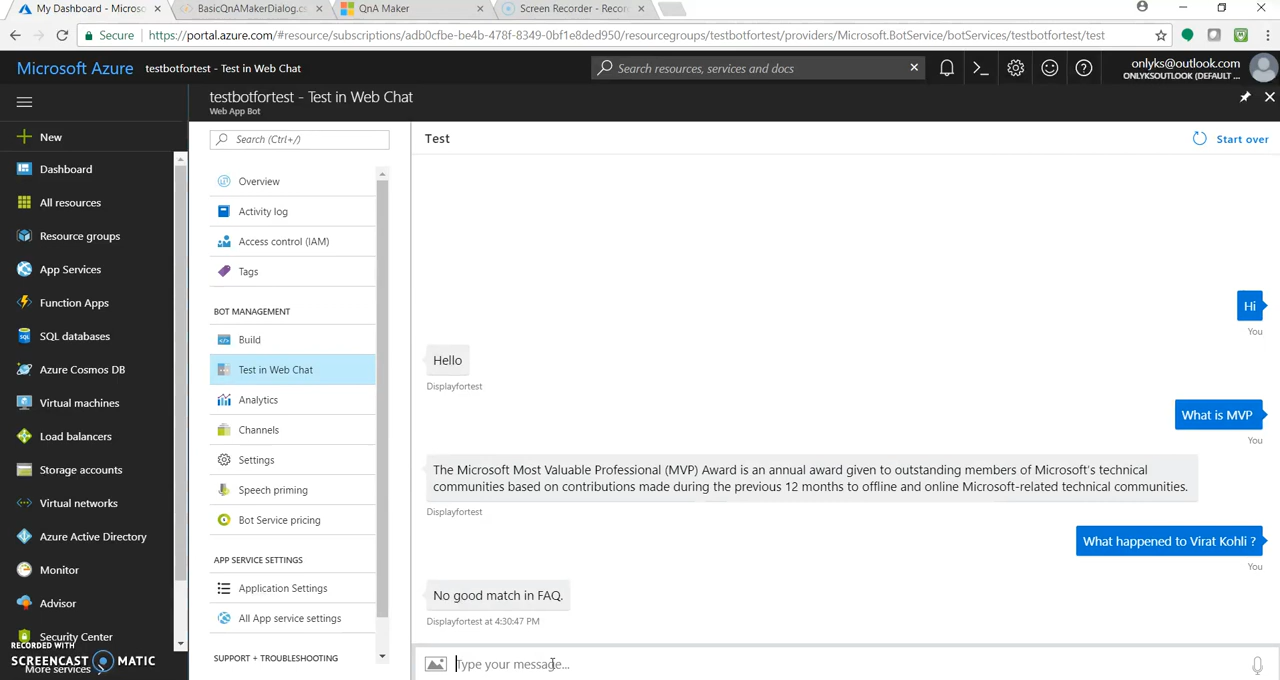 My Dashboard - Microso
BasicQnAMakerDialog.cs
QnA Maker
Screen Recorder - Recor
Secure
https://portal.azure.com/#resource/subscriptions/adb0cfbe-be4b-478f-8349-0bf1e8ded950/resourcegroups/testbotfortest/providers/Microsoft.BotService/botServices/testbotfortest/test
Microsoft Azure
testbotfortest - Test in Web Chat
Search resources, services and docs
onlyks@outlook.com
ONLYKSOUTLOOK (DEFAULT ...
testbotfortest - Test in Web Chat
Web App Bot
New
Dashboard
All resources
Resource groups
App Services
Function Apps
SQL databases
Azure Cosmos DB
Virtual machines
Load balancers
Storage accounts
Virtual networks
Azure Active Directory
Monitor
Advisor
Security Center
More services
RECORDED WITH
SCREENCAST MATIC
Search (Ctrl+/)
Overview
Activity log
Access control (IAM)
Tags
BOT MANAGEMENT
Build
Test in Web Chat
Analytics
Channels
Settings
Speech priming
Bot Service pricing
APP SERVICE SETTINGS
Application Settings
All App service settings
SUPPORT + TROUBLESHOOTING
Test
Start over
Hi
You
Hello
Displayfortest
What is MVP
You
The Microsoft Most Valuable Professional (MVP) Award is an annual award given to outstanding members of Microsoft's technical
communities based on contributions made during the previous 12 months to offline and online Microsoft-related technical communities.
Displayfortest
What happened to Virat Kohli ?
You
No good match in FAQ.
Displayfortest at 4:30:47 PM
Type your message...